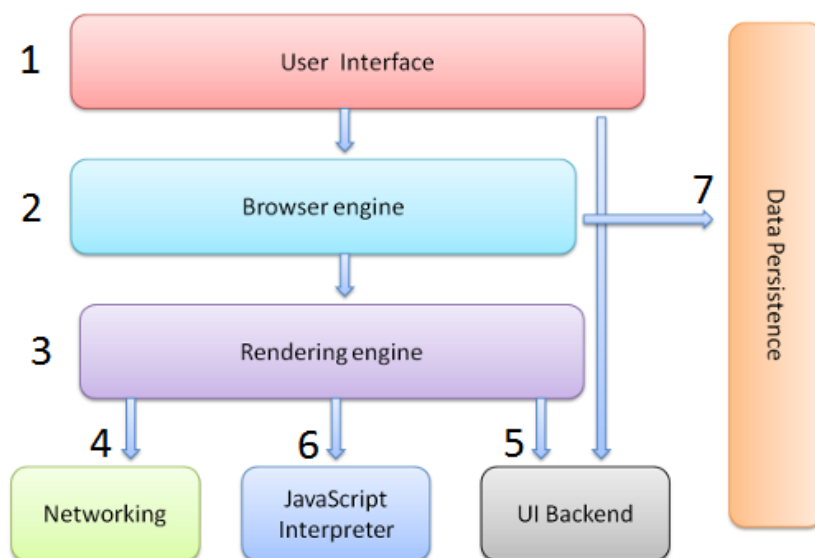 1
User Interface
2
Browser engine
7
Data Persistence
3
Rendering engine
4
6
5
Networking
JavaScript
Interpreter
UI Backend